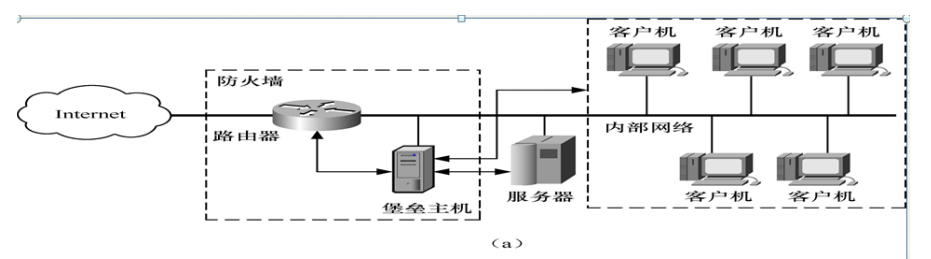 客户机 客户机 客户机
防火墙
Internet
路由器
内部网络
堡垒主机
服务器
客户机 客户机
(a)